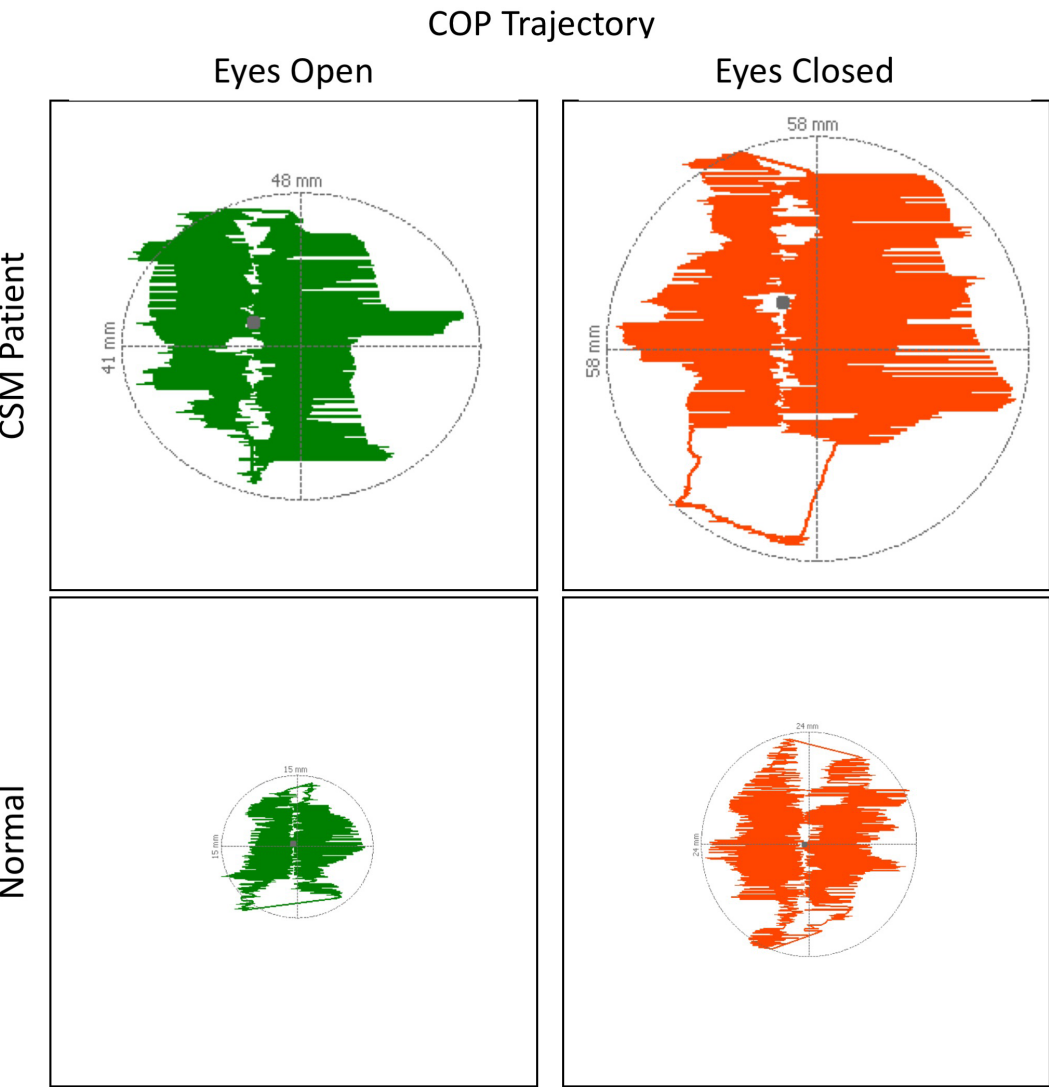 COP Trajectory
Eyes Open
Eyes Closed
CSM Patient
48 mm
41 mm
58 mm
58 mm
Normal
15 mm
15 mm
24 mm
24 mm